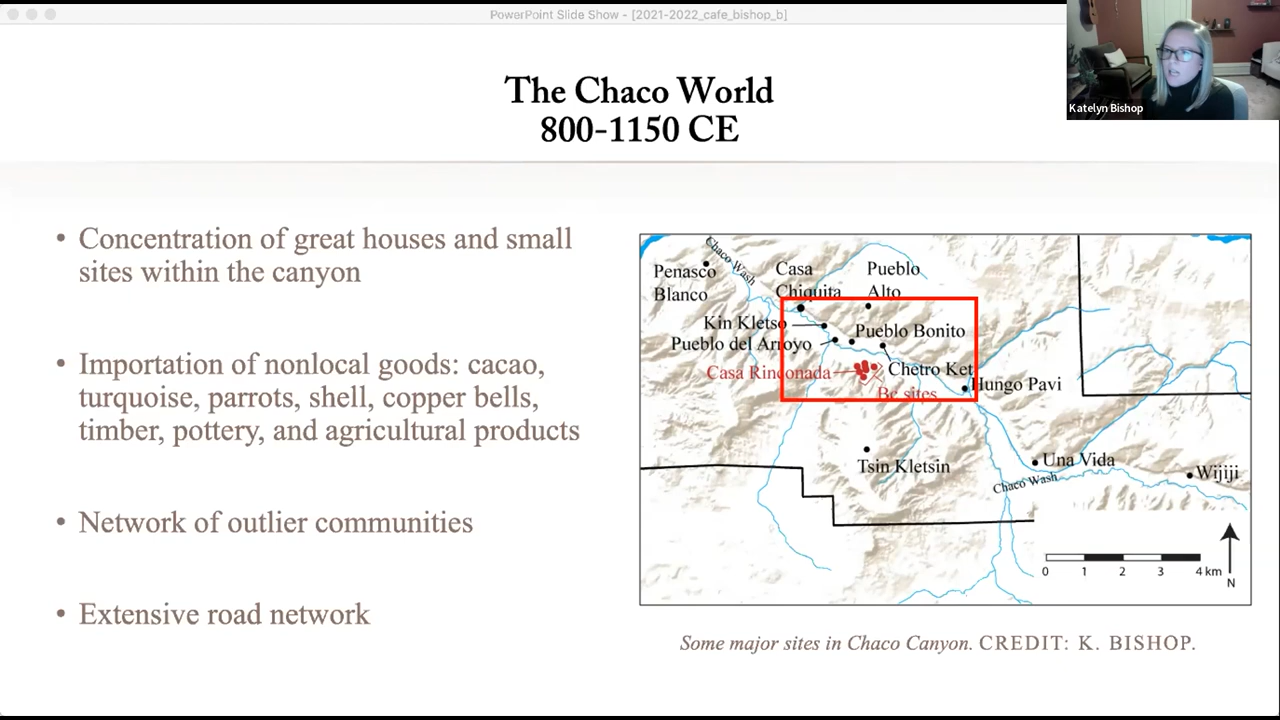 PowerPoint Slide Show - [2021-2022_cafe_bishop_b]
Katelyn Bishop
The Chaco World
800-1150 CE
• Concentration of great houses and small
sites within the canyon
• Importation of nonlocal goods: cacao,
turquoise, parrots, shell, copper bells,
timber, pottery, and agricultural products
• Network of outlier communities
• Extensive road network
Chaco Wash
Penasco
Blanco
Casa
Chiquita
Pueblo
Alto
Kin Kletso
Pueblo Bonito
Pueblo del Arroyo
Chetro Ket
Casa Rinconada
Hungo Pavi
Bc sites
Tsin Kletsin
Una Vida
Wijiji
Chaco Wash
0 1 2 3 4 km
N
Some major sites in Chaco Canyon. CREDIT: K. BISHOP.